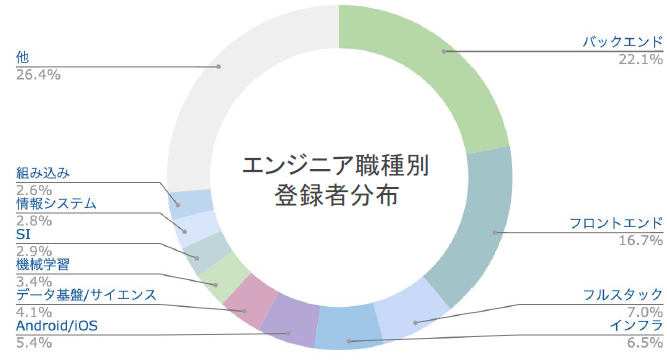 エンジニア職種別
登録者分布
バックエンド
22.1%
フロントエンド
16.7%
フルスタック
7.0%
インフラ
6.5%
他
26.4%
組み込み
2.6%
情報システム
2.8%
SI
2.9%
機械学習
3.4%
データ基盤/サイエンス
4.1%
Android/iOS
5.4%